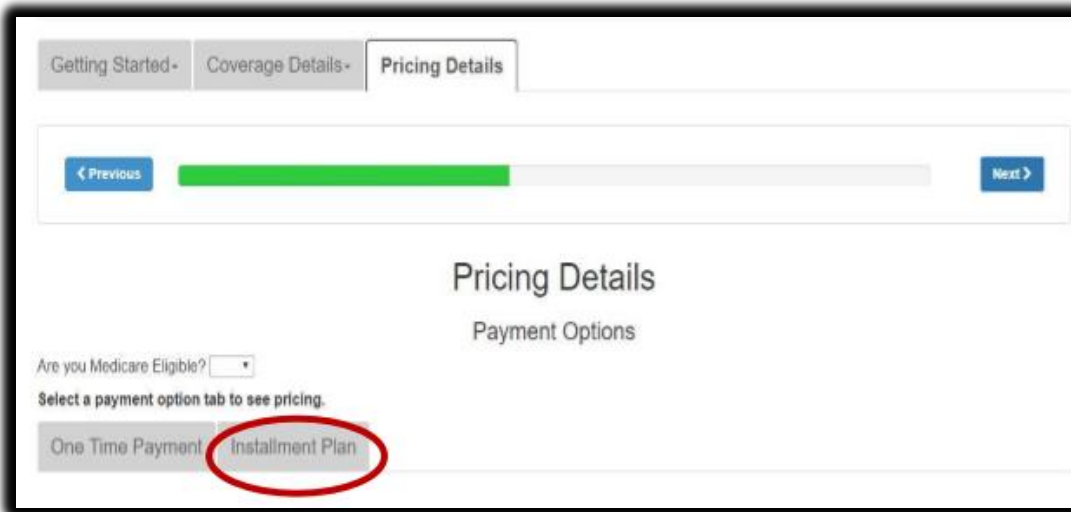 Getting Started- Coverage Details- Pricing Details
Previous Next
Pricing Details
Payment Options
Are you Medicare Eligible?
Select a payment option tab to see pricing.
One Time Payment Installment Plan